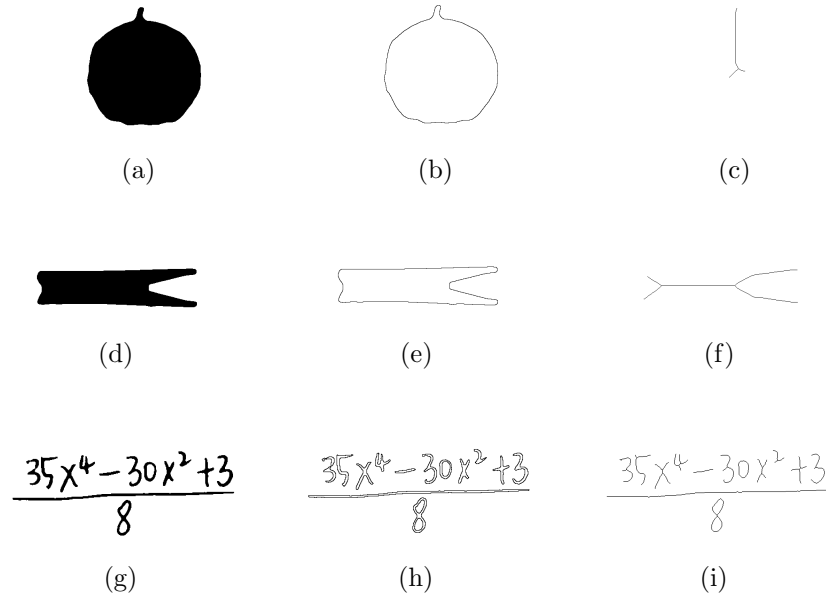 (a) (b) (c)
(d) (e) (f)
35x⁴ − 30x² + 3 35x⁴ − 30x² + 3 35x⁴ − 30x² + 3
8 8 8
(g) (h) (i)